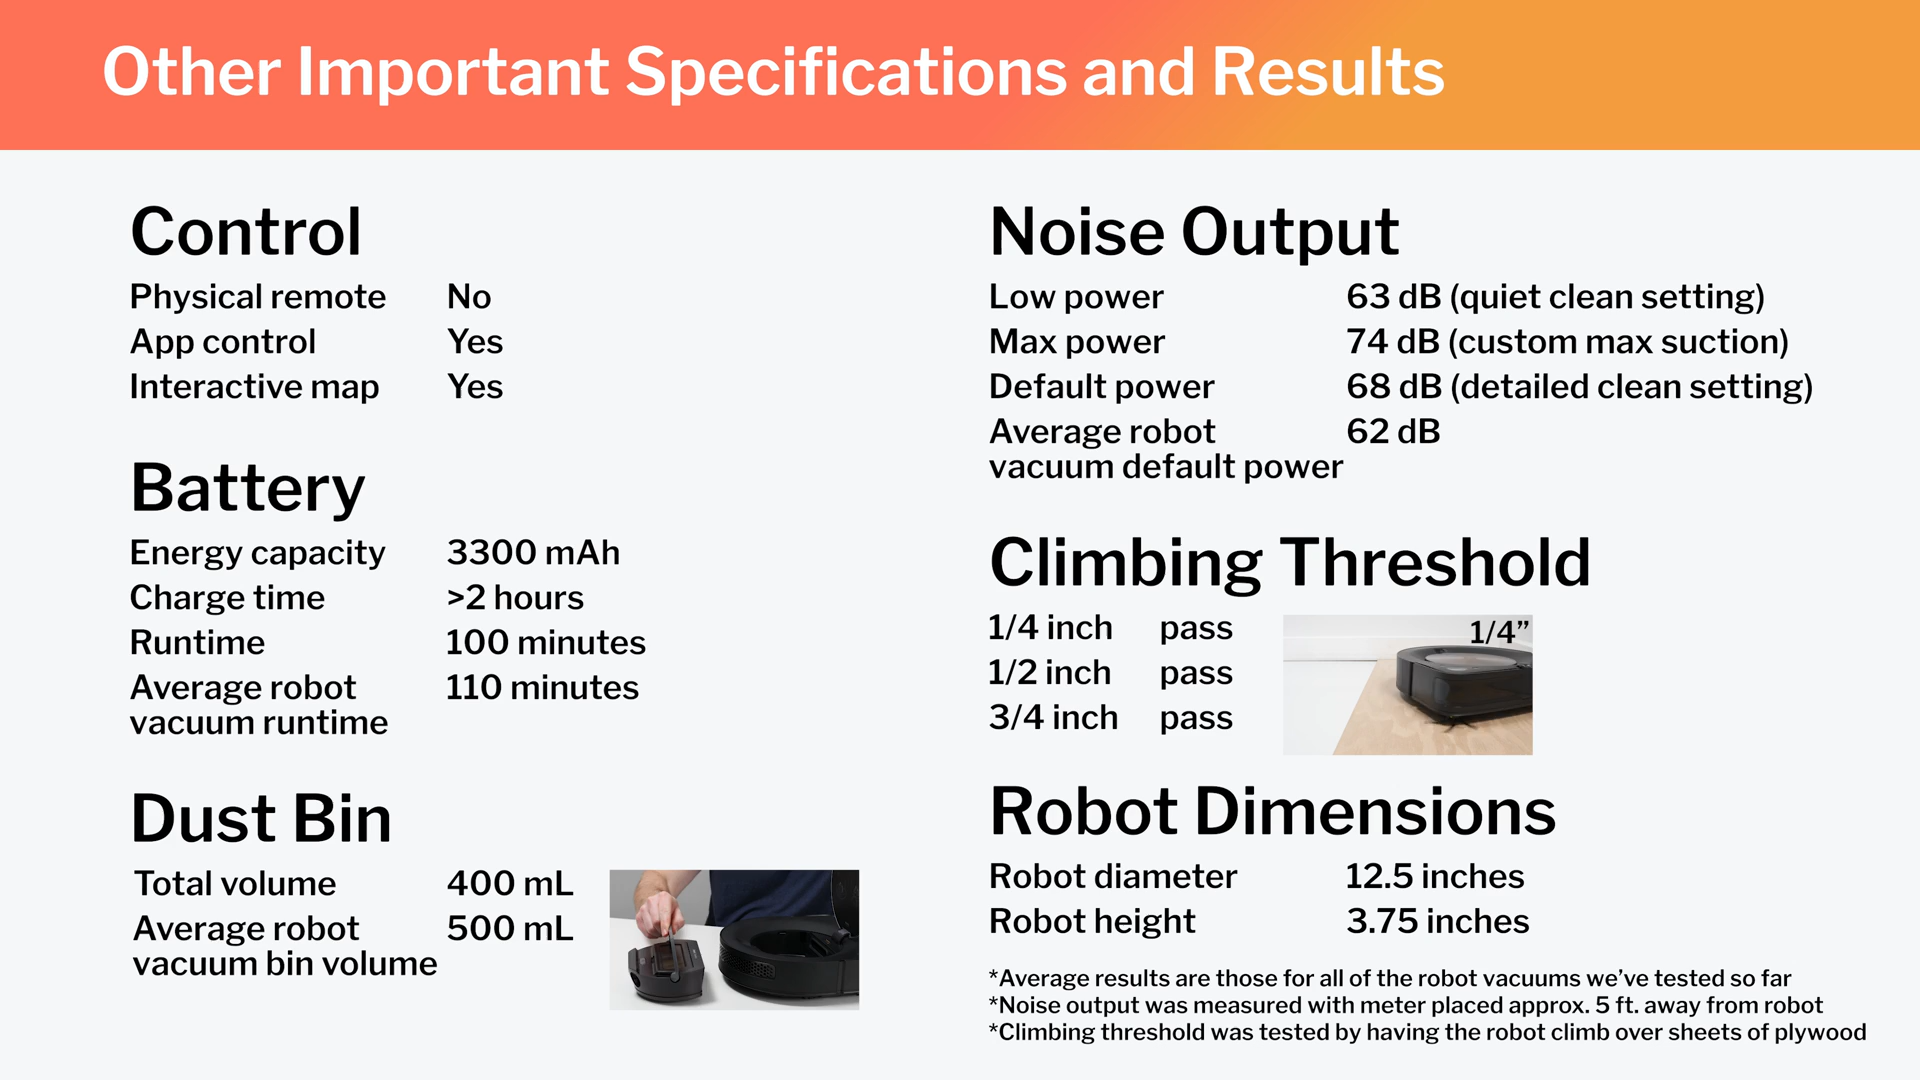 Other Important Specifications and Results
Control
Physical remote No
App control Yes
Interactive map Yes
Battery
Energy capacity 3300 mAh
Charge time >2 hours
Runtime 100 minutes
Average robot 110 minutes
vacuum runtime
Dust Bin
Total volume 400 mL
Average robot 500 mL
vacuum bin volume
Noise Output
Low power 63 dB (quiet clean setting)
Max power 74 dB (custom max suction)
Default power 68 dB (detailed clean setting)
Average robot 62 dB
vacuum default power
Climbing Threshold
1/4 inch pass
1/2 inch pass
3/4 inch pass
1/4”
Robot Dimensions
Robot diameter 12.5 inches
Robot height 3.75 inches
*Average results are those for all of the robot vacuums we’ve tested so far
*Noise output was measured with meter placed approx. 5 ft. away from robot
*Climbing threshold was tested by having the robot climb over sheets of plywood